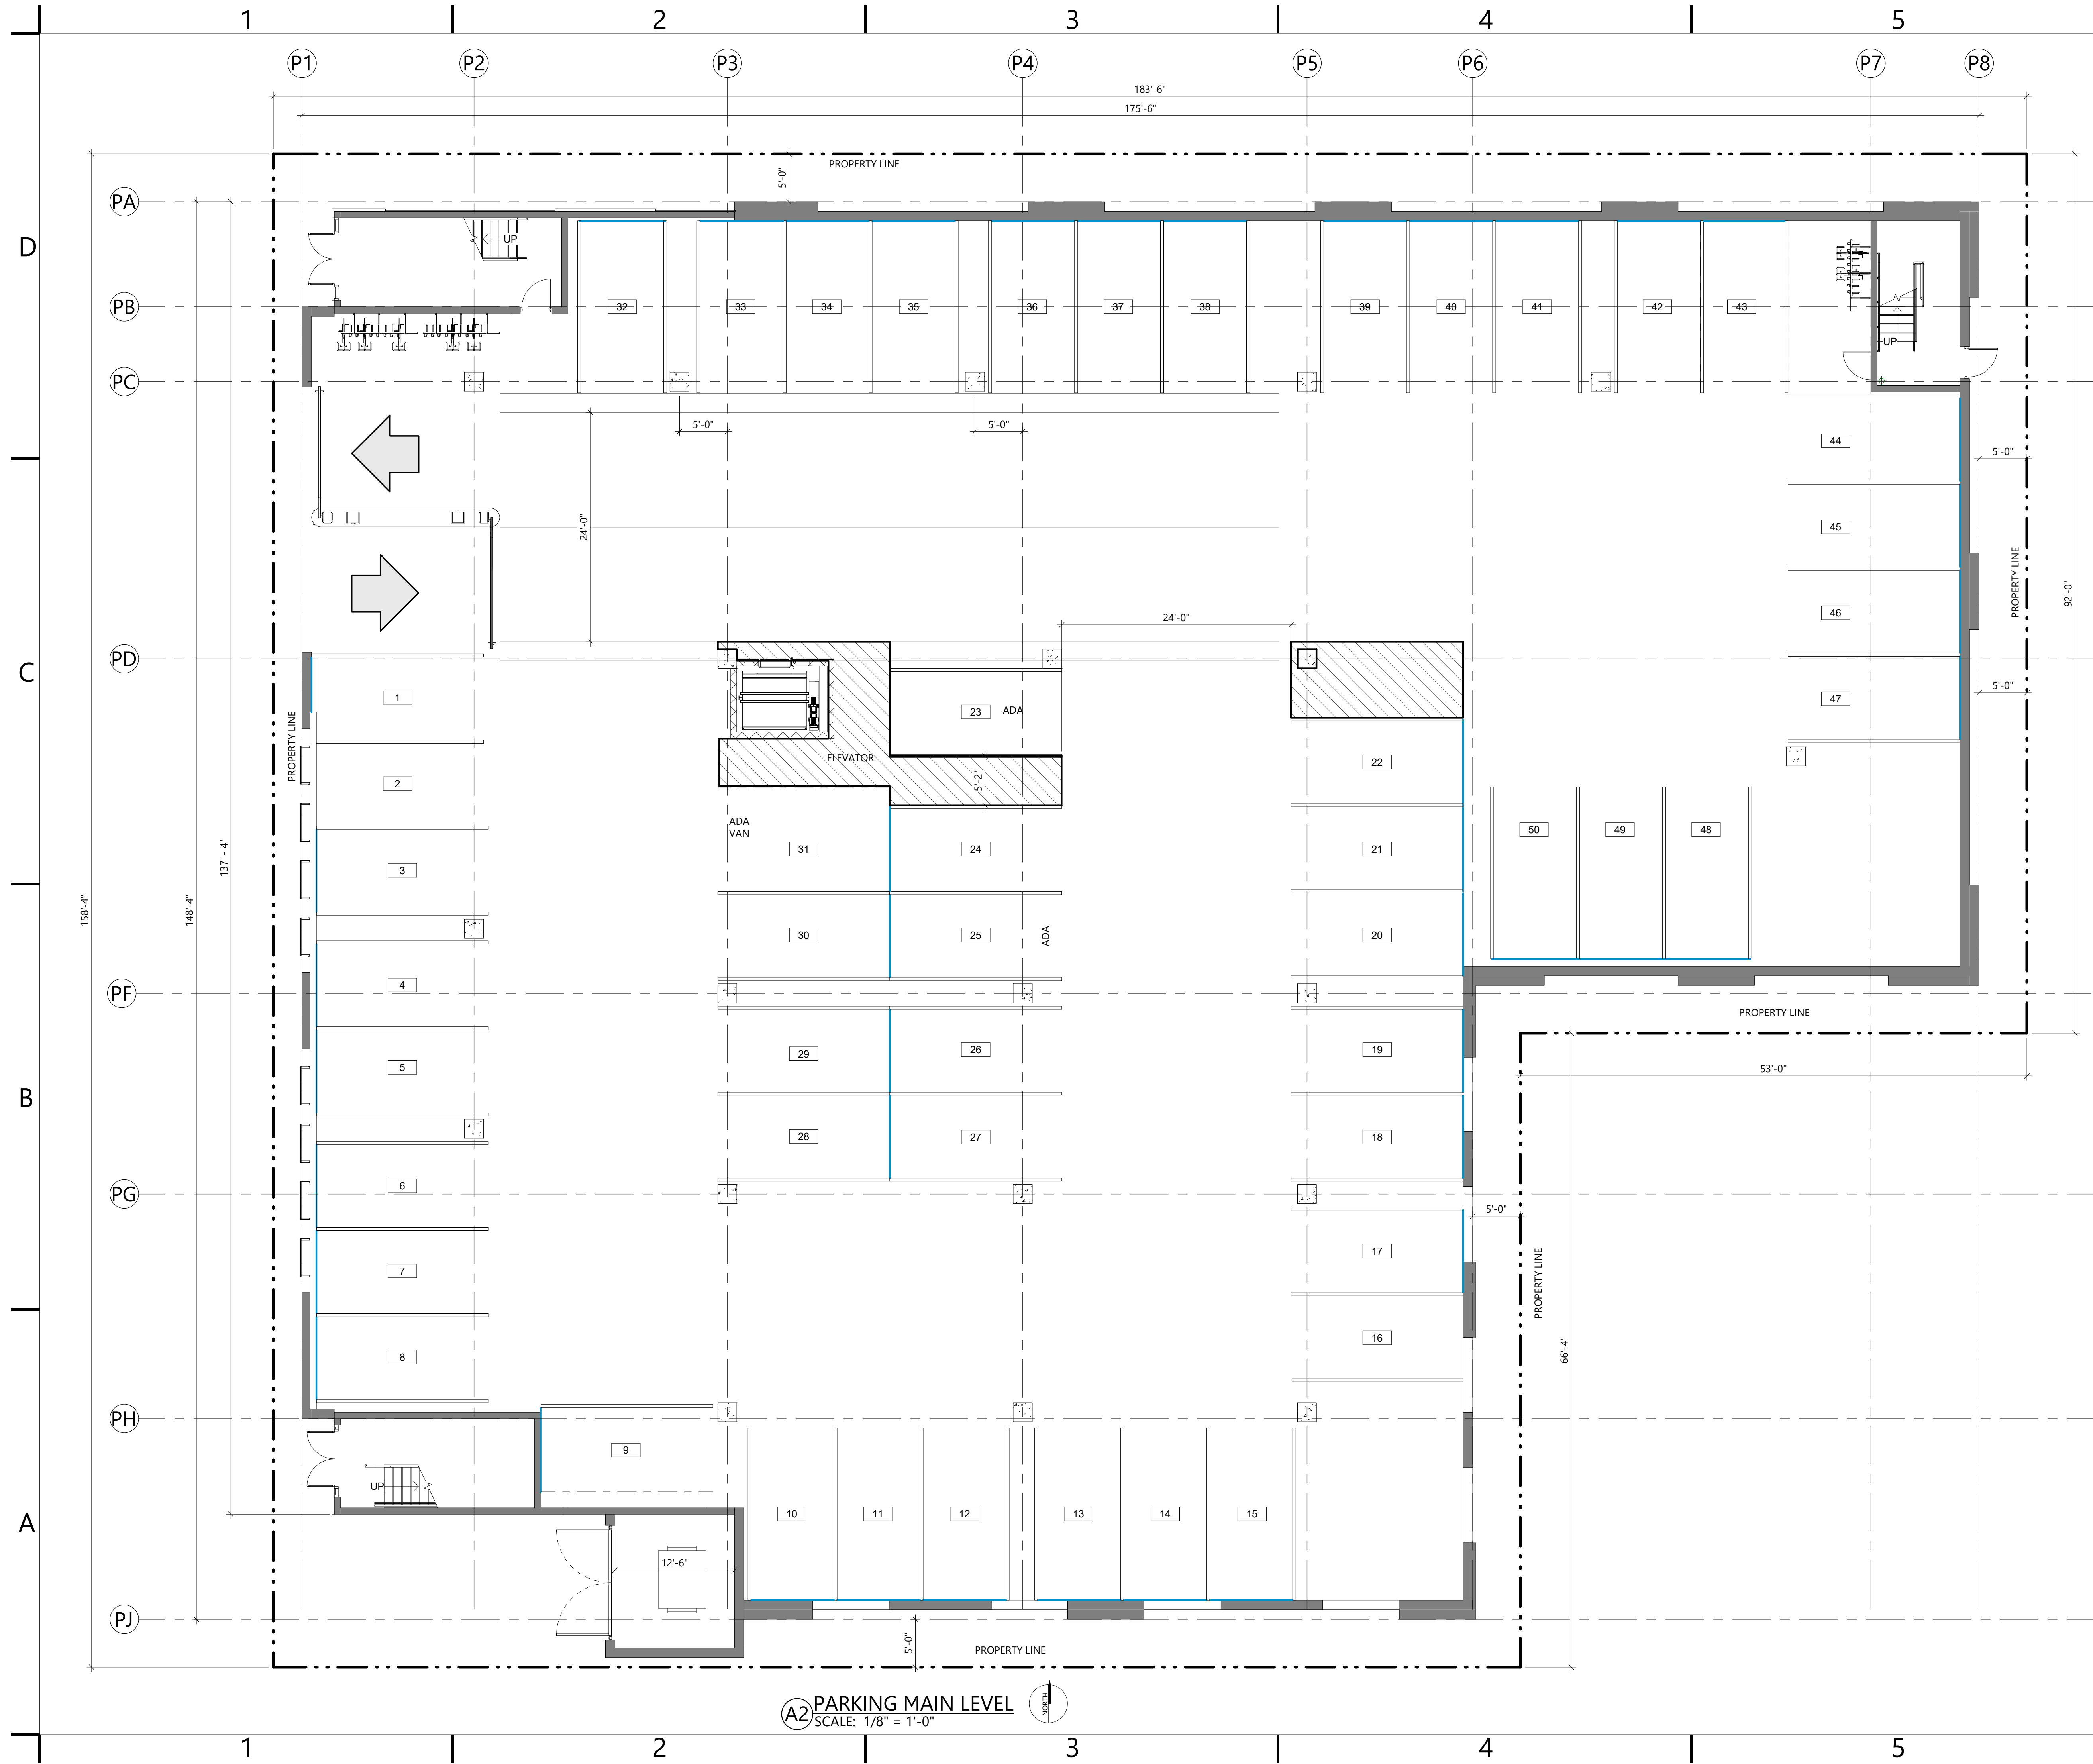 1 2 3 4 5
P1 P2 P3 P4 P5 P6 P7 P8
183'-6"
175'-6"
PROPERTY LINE
5'-0"
PA
D
UP
PB
32 33 34 35 36 37 38 39 40 41 42 43
UP
PC
5'-0" 5'-0"
44
5'-0"
24'-0"
45
PROPERTY LINE
92'-0"
46
24'-0"
PD
C
1
23 ADA
47
5'-0"
PROPERTY LINE
ELEVATOR
22
2
5'-2"
ADA
VAN
50 49 48
137' - 4"
31 24 21
3
158'-4"
148'-4"
30 25 ADA 20
4
PF
PROPERTY LINE
29 26 19
5
53'-0"
B
28 27 18
6
PG
5'-0"
17
7
PROPERTY LINE
16
8
66'-4"
PH
9
UP
10 11 12 13 14 15
A
12'-6"
PJ
5'-0"
PROPERTY LINE
A2 PARKING MAIN LEVEL
SCALE: 1/8" = 1'-0"
NORTH
1 2 3 4 5